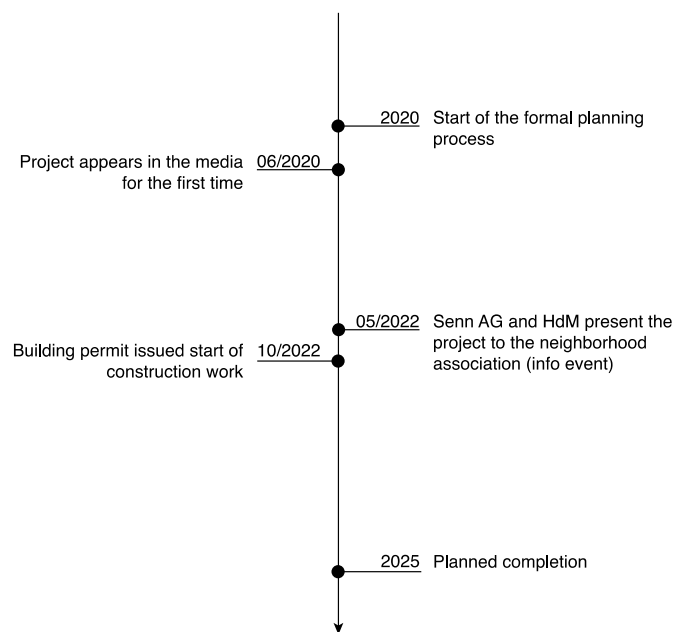 2020 Start of the formal planning
process
Project appears in the media 06/2020
for the first time
05/2022 Senn AG and HdM present the
project to the neighborhood
association (info event)
Building permit issued start of 10/2022
construction work
2025 Planned completion